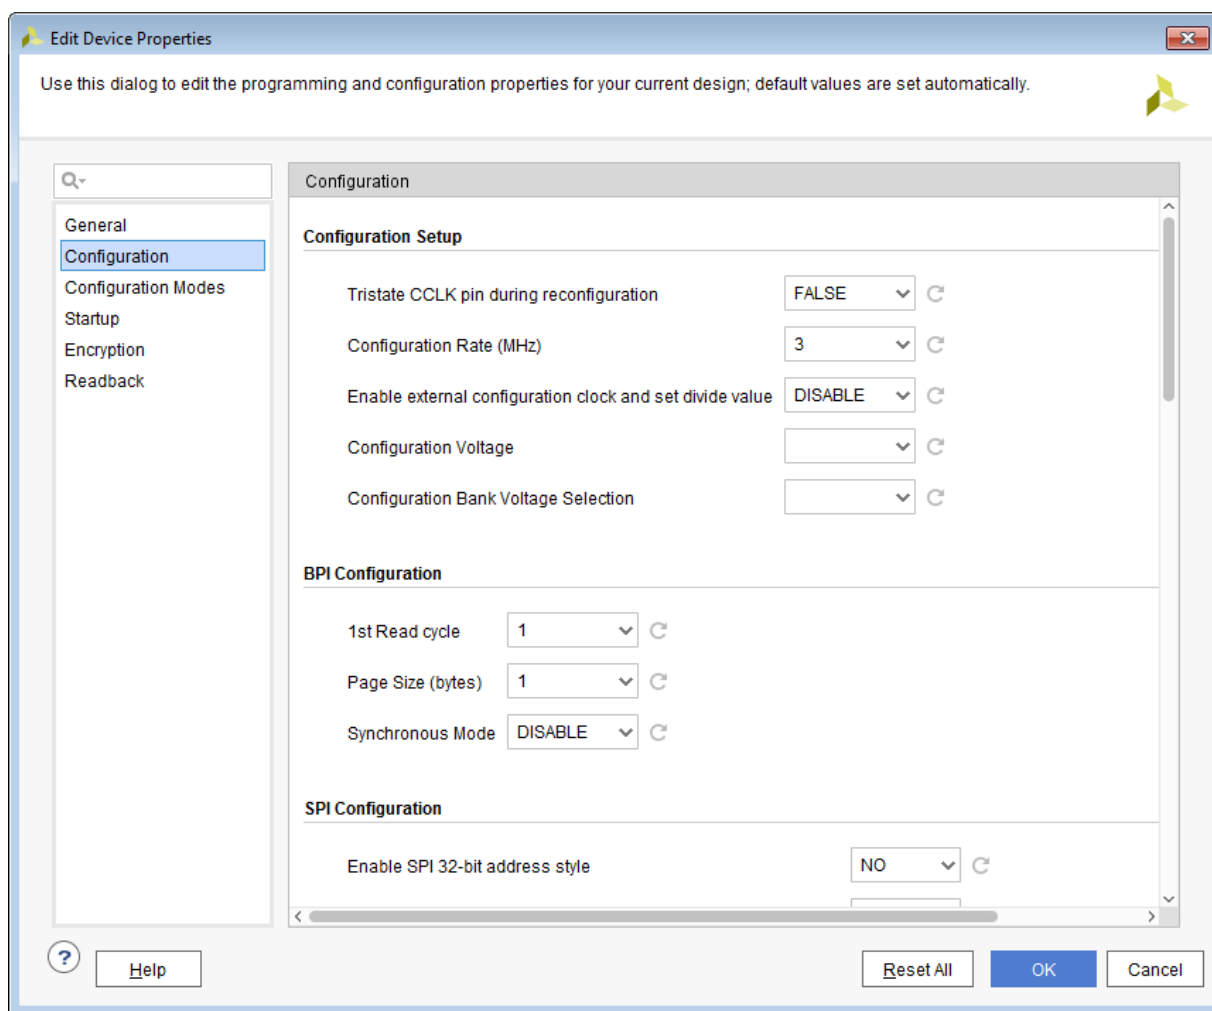 Edit Device Properties
Use this dialog to edit the programming and configuration properties for your current design; default values are set automatically.
General
Configuration
Configuration Modes
Startup
Encryption
Readback
Configuration
Configuration Setup
Tristate CCLK pin during reconfiguration FALSE
Configuration Rate (MHz) 3
Enable external configuration clock and set divide value DISABLE
Configuration Voltage
Configuration Bank Voltage Selection
BPI Configuration
1st Read cycle 1
Page Size (bytes) 1
Synchronous Mode DISABLE
SPI Configuration
Enable SPI 32-bit address style NO
? Help Reset All OK Cancel